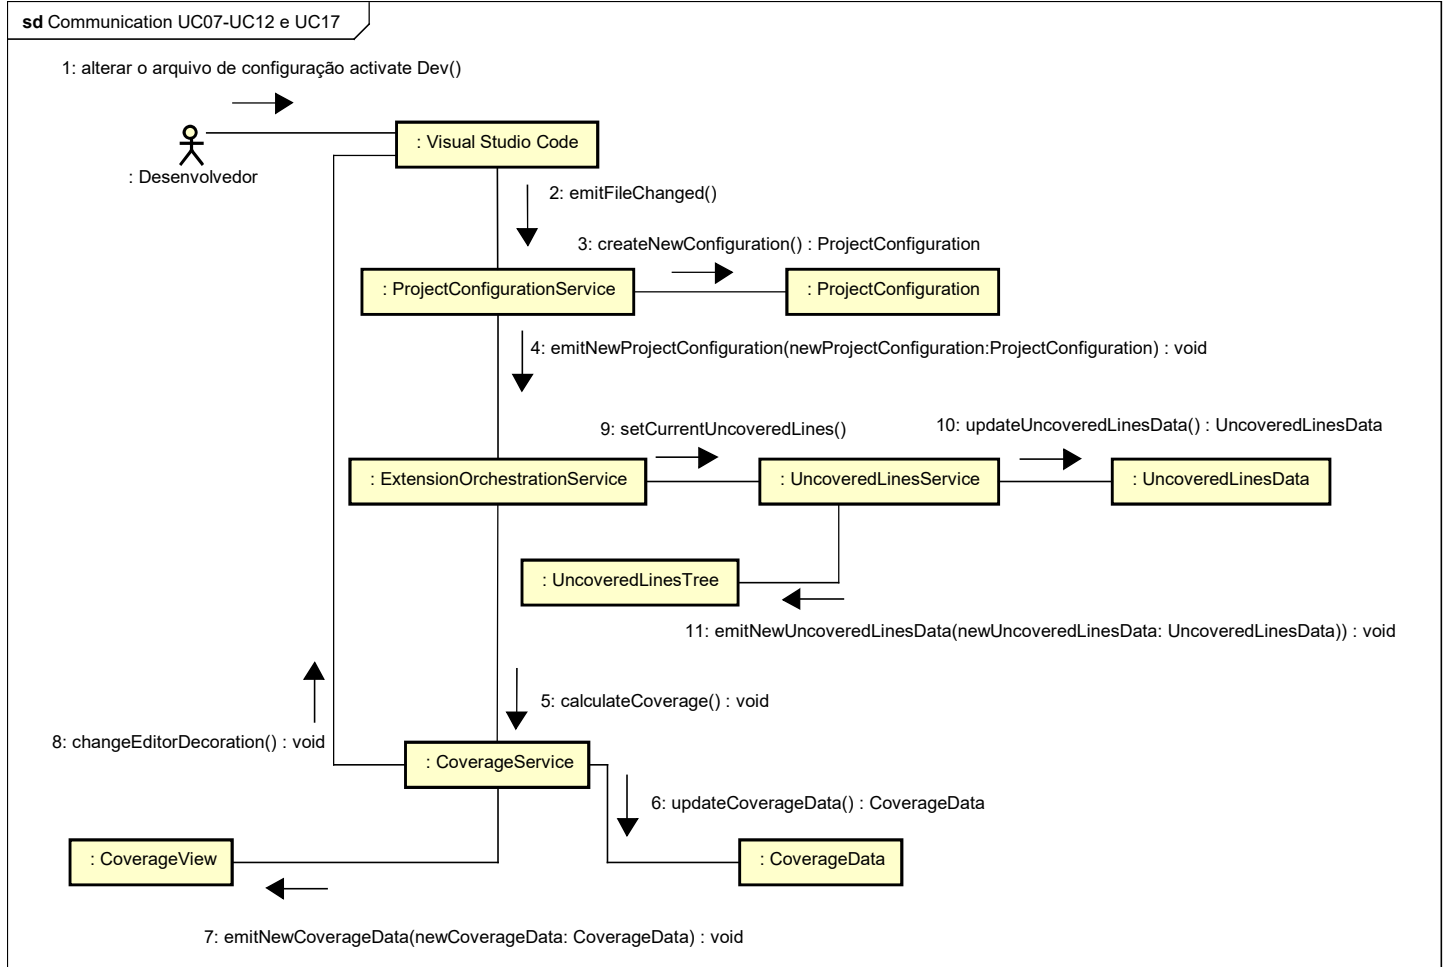 sd Communication UC07-UC12 e UC17
1: alterar o arquivo de configuração activate Dev()
: Visual Studio Code
: Desenvolvedor
2: emitFileChanged()
3: createNewConfiguration() : ProjectConfiguration
: ProjectConfigurationService
: ProjectConfiguration
4: emitNewProjectConfiguration(newProjectConfiguration:ProjectConfiguration) : void
9: setCurrentUncoveredLines()
10: updateUncoveredLinesData() : UncoveredLinesData
: ExtensionOrchestrationService
: UncoveredLinesService
: UncoveredLinesData
: UncoveredLinesTree
11: emitNewUncoveredLinesData(newUncoveredLinesData: UncoveredLinesData)) : void
5: calculateCoverage() : void
8: changeEditorDecoration() : void
: CoverageService
6: updateCoverageData() : CoverageData
: CoverageView
: CoverageData
7: emitNewCoverageData(newCoverageData: CoverageData) : void